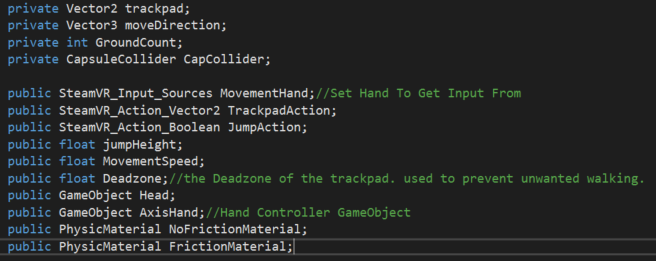 private Vector2 trackpad;
private Vector3 moveDirection;
private int GroundCount;
private CapsuleCollider CapCollider;
public SteamVR_Input_Sources MovementHand;//Set Hand To Get Input From
public SteamVR_Action_Vector2 TrackpadAction;
public SteamVR_Action_Boolean JumpAction;
public float jumpHeight;
public float MovementSpeed;
public float Deadzone;//the Deadzone of the trackpad. used to prevent unwanted walking.
public GameObject Head;
public GameObject AxisHand;//Hand Controller GameObject
public PhysicMaterial NoFrictionMaterial;
public PhysicMaterial FrictionMaterial;